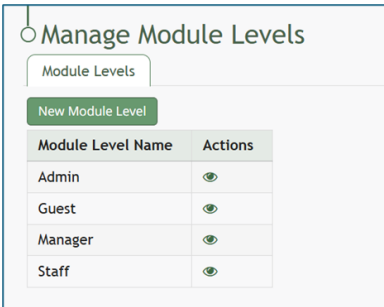 Manage Module Levels
Module Levels
New Module Level
Module Level Name Actions
Admin
Guest
Manager
Staff